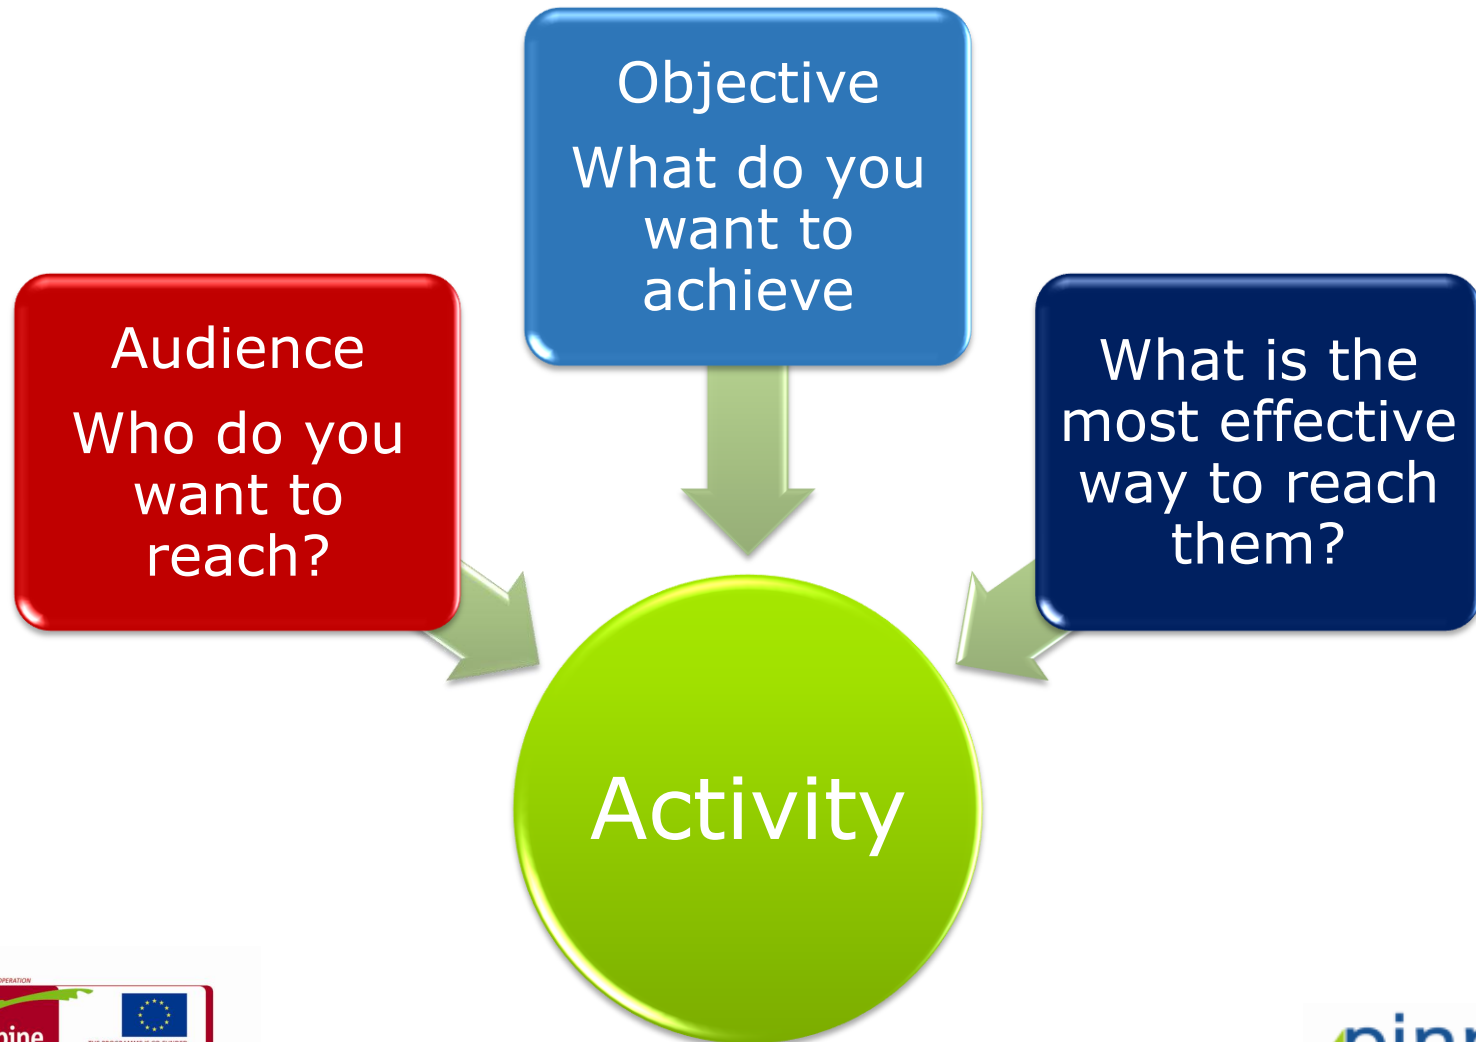 Objective
What do you
want to
achieve
Audience
Who do you
want to
reach?
What is the
most effective
way to reach
them?
Activity